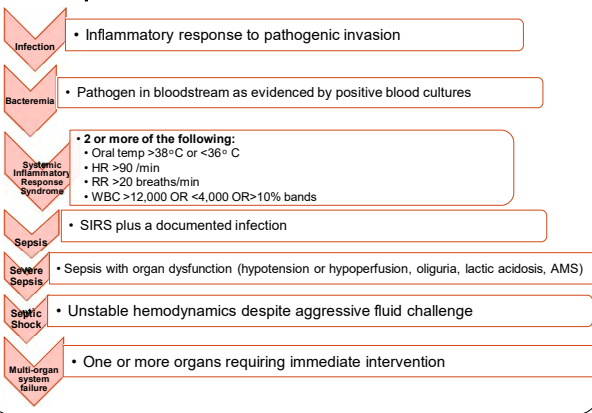 Infection
• Inflammatory response to pathogenic invasion
Bacteremia
• Pathogen in bloodstream as evidenced by positive blood cultures
Systemic
Inflammatory
Response
Syndrome
• 2 or more of the following:
• Oral temp >38°C or <36° C
• HR >90 /min
• RR >20 breaths/min
• WBC >12,000 OR <4,000 OR>10% bands
Sepsis
• SIRS plus a documented infection
Severe
Sepsis
• Sepsis with organ dysfunction (hypotension or hypoperfusion, oliguria, lactic acidosis, AMS)
Septic
Shock
• Unstable hemodynamics despite aggressive fluid challenge
Multi-organ
system
failure
• One or more organs requiring immediate intervention